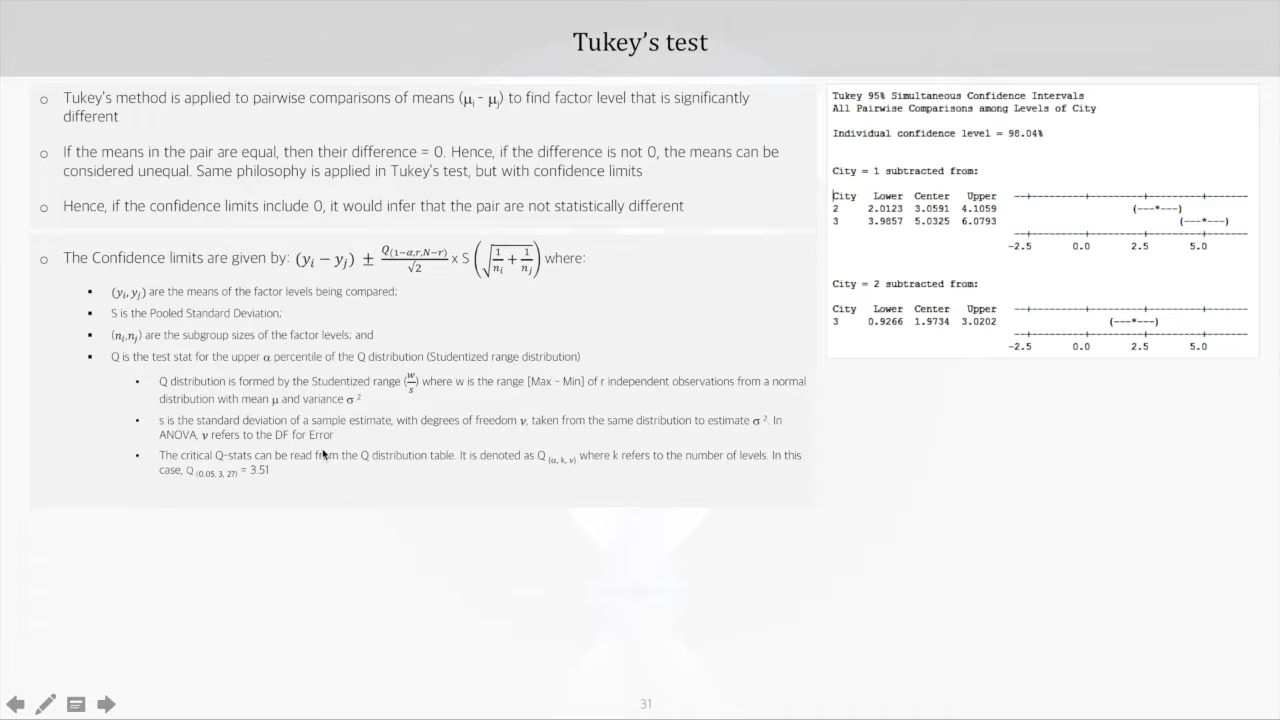 Tukey's test
○ Tukey's method is applied to pairwise comparisons of means (μi - μj) to find factor level that is significantly
different
○ If the means in the pair are equal, then their difference = 0. Hence, if the difference is not 0, the means can be
considered unequal. Same philosophy is applied in Tukey's test, but with confidence limits
○ Hence, if the confidence limits include 0, it would infer that the pair are not statistically different
○ The Confidence limits are given by: (yi − yj) ± Q(1−α,r,N−r)/√2 x S (√(1/ni + 1/nj)) where:
▪ (yi, yj) are the means of the factor levels being compared;
▪ S is the Pooled Standard Deviation;
▪ (ni, nj) are the subgroup sizes of the factor levels; and
▪ Q is the test stat for the upper α percentile of the Q distribution (Studentized range distribution)
• Q distribution is formed by the Studentized range (w/s) where w is the range [Max – Min] of r independent observations from a normal
distribution with mean μ and variance σ 2
• s is the standard deviation of a sample estimate, with degrees of freedom ν, taken from the same distribution to estimate σ 2. In
ANOVA, ν refers to the DF for Error
• The critical Q-stats can be read from the Q distribution table. It is denoted as Q (α, k, ν) where k refers to the number of levels. In this
case, Q (0.05, 3, 27) = 3.51
Tukey 95% Simultaneous Confidence Intervals
All Pairwise Comparisons among Levels of City
Individual confidence level = 98.04%
City = 1 subtracted from:
City Lower Center Upper ---+---------+---------+---------+------
2 2.0123 3.0591 4.1059 (---*---)
3 3.9857 5.0325 6.0793 (---*---)
---+---------+---------+---------+------
-2.5 0.0 2.5 5.0
City = 2 subtracted from:
City Lower Center Upper ---+---------+---------+---------+------
3 0.9266 1.9734 3.0202 (---*---)
---+---------+---------+---------+------
-2.5 0.0 2.5 5.0
31